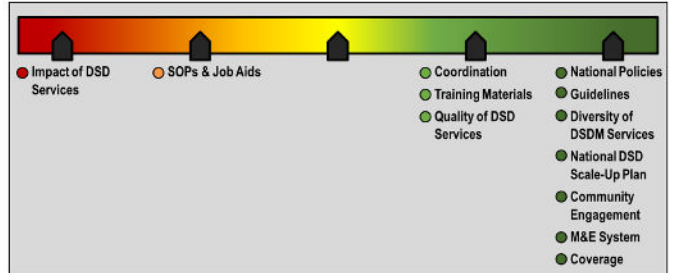 Impact of DSD
Services
SOPs & Job Aids
Coordination
Training Materials
Quality of DSD
Services
National Policies
Guidelines
Diversity of
DSDM Services
National DSD
Scale-Up Plan
Community
Engagement
M&E System
Coverage